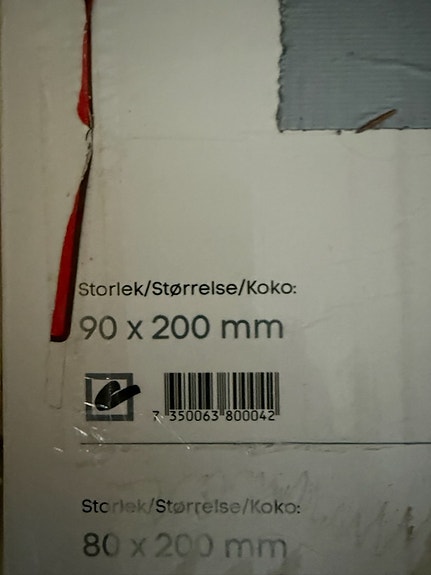 Storlek/Størrelse/Koko:
90 x 200 mm
7 350063 800042
Storlek/Størrelse/Koko:
80 x 200 mm